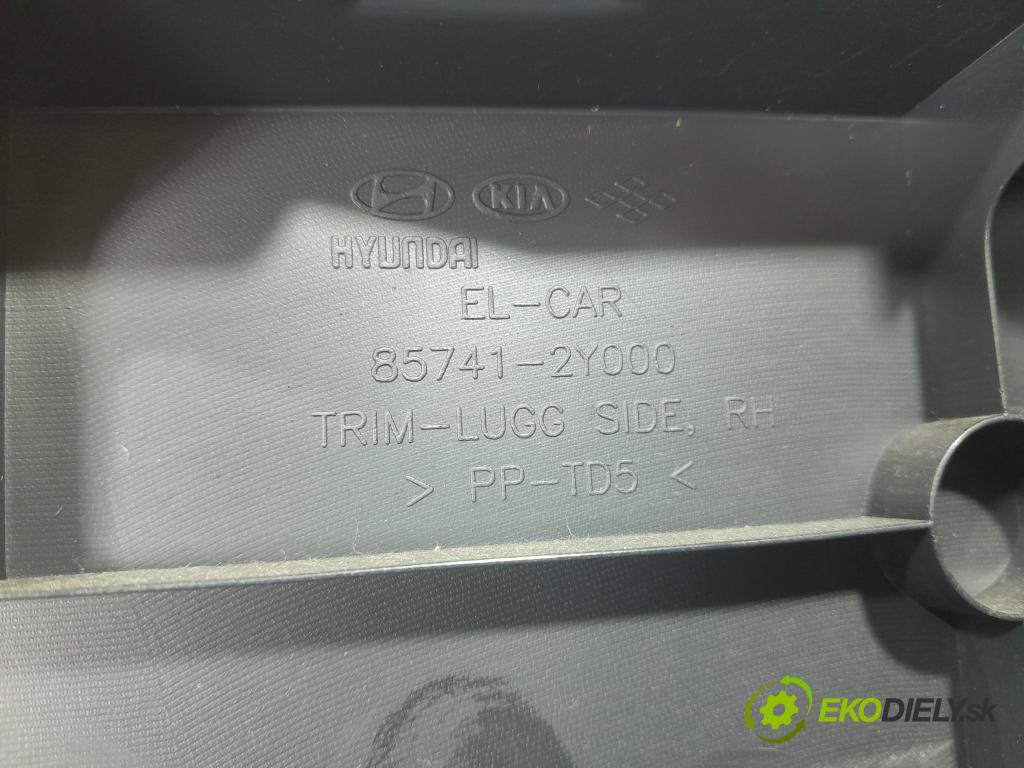 KIA
HYUNDAI
EL-CAR
85741-2Y000
TRIM-LUGG SIDE, RH
> PP-TD5 <
EKODIELY.sk